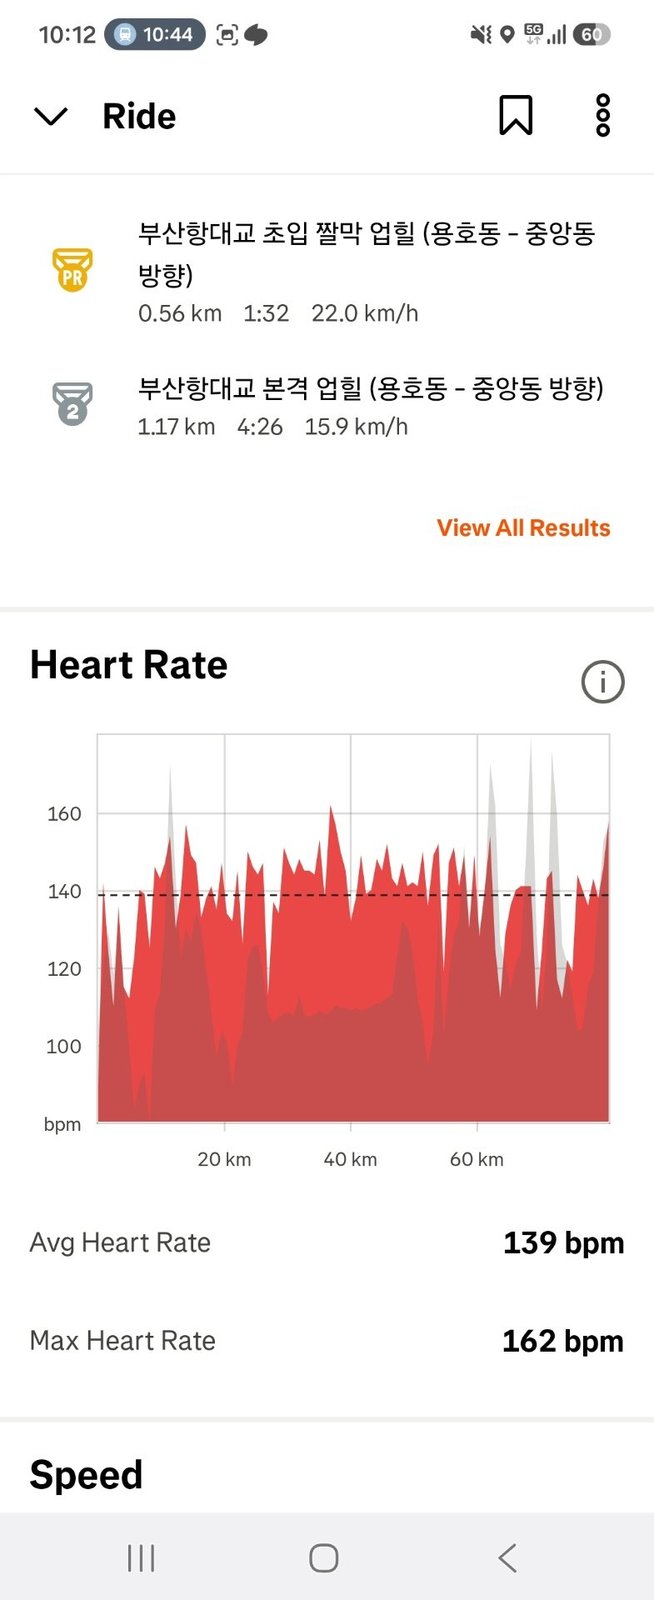 10:12 10:44 5G 60
Ride
PR
부산항대교 초입 짤막 업힐 (용호동 - 중앙동
방향)
0.56 km 1:32 22.0 km/h
2
부산항대교 본격 업힐 (용호동 - 중앙동 방향)
1.17 km 4:26 15.9 km/h
View All Results
Heart Rate
160
140
120
100
bpm
20 km 40 km 60 km
Avg Heart Rate 139 bpm
Max Heart Rate 162 bpm
Speed